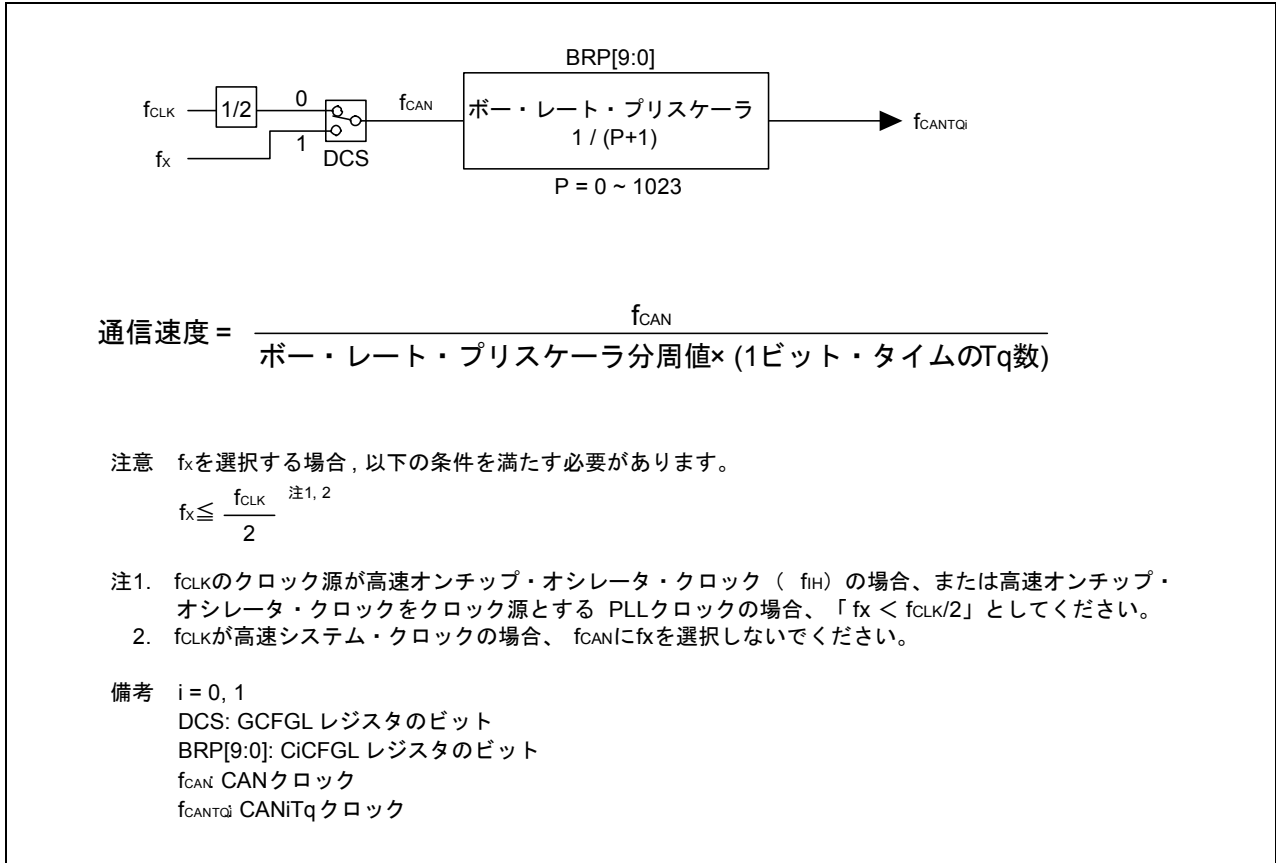 BRP[9:0]
fCLK
1/2
0
fCAN
ボー・レート・プリスケーラ
1 / (P+1)
fCANTQi
fX
1
DCS
P = 0 ~ 1023
通信速度 =
fCAN
ボー・レート・プリスケーラ分周値× (1ビット・タイムのTq数)
注意 fxを選択する場合 , 以下の条件を満たす必要があります。
fx≦ fCLK 注1, 2
2
注1. fCLKのクロック源が高速オンチップ・オシレータ・クロック（ fIH）の場合、または高速オンチップ・
オシレータ・クロックをクロック源とする PLLクロックの場合、「 fx < fCLK/2」としてください。
2. fCLKが高速システム・クロックの場合、 fCANにfxを選択しないでください。
備考 i = 0, 1
DCS: GCFGL レジスタのビット
BRP[9:0]: CiCFGL レジスタのビット
fCAN: CANクロック
fCANTQi: CANiTqクロック